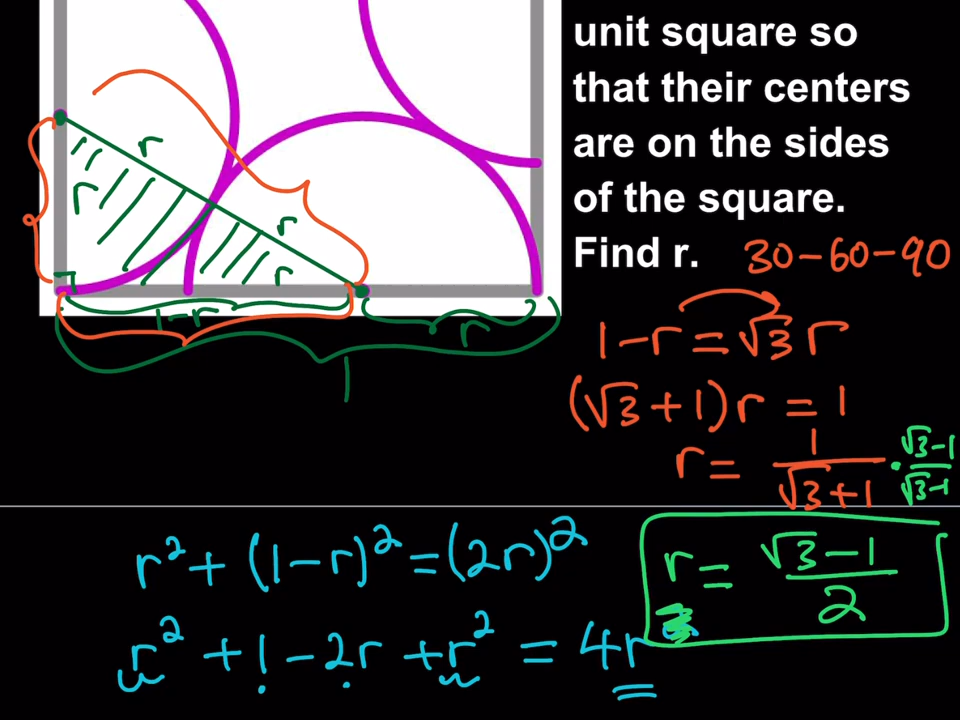 unit square so
that their centers
are on the sides
of the square.
Find r. 30-60-90
r
r
r
r
1-r
r
1
1-r=√3 r
(√3+1)r = 1
r = 1/(√3+1) · (√3-1)/(√3-1)
r = (√3-1)/2
r²+(1-r)²=(2r)²
r²+1-2r+r² = 4r